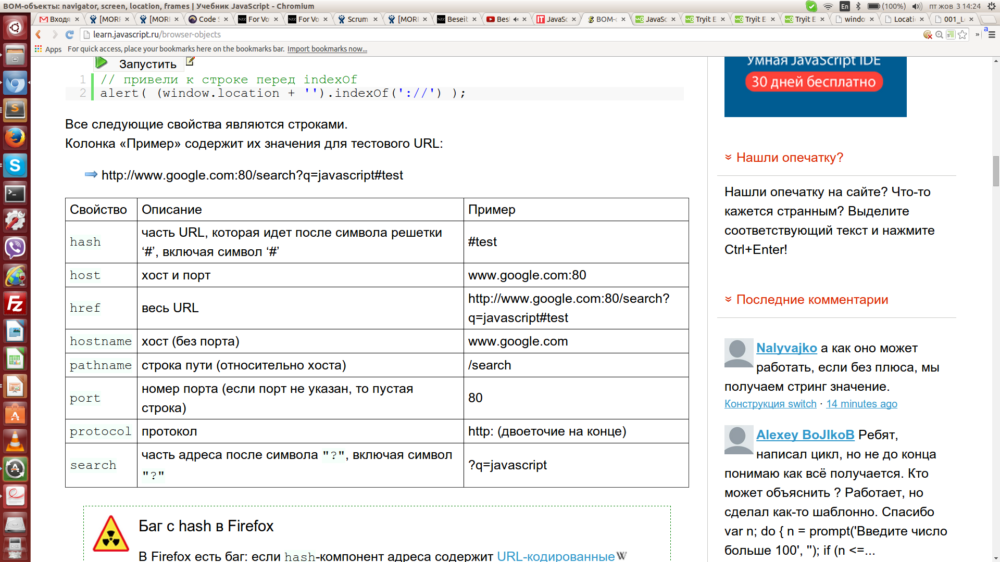 BOM-объекты: navigator, screen, location, frames | Учебник JavaScript - Chromium
En (100%) пт жов 3 14:24
Входя [MORF [MORI Code S For Vo For Vo Scrum [MORI Beseit Bes JavaSc BOM-о JavaSc Tryit E Tryit E Tryit E windo Locati 001_L
learn.javascript.ru/browser-objects
Apps For quick access, place your bookmarks here on the bookmarks bar. Import bookmarks now...
Запустить
1 // привели к строке перед indexOf
2 alert( (window.location + '').indexOf('://') );
Все следующие свойства являются строками.
Колонка «Пример» содержит их значения для тестового URL:
http://www.google.com:80/search?q=javascript#test
Свойство Описание Пример
hash часть URL, которая идет после символа решетки
‘#’, включая символ ‘#’ #test
host хост и порт www.google.com:80
href весь URL http://www.google.com:80/search?
q=javascript#test
hostname хост (без порта) www.google.com
pathname строка пути (относительно хоста) /search
port номер порта (если порт не указан, то пустая
строка) 80
protocol протокол http: (двоеточие на конце)
search часть адреса после символа "?", включая символ
"?" ?q=javascript
Баг с hash в Firefox
В Firefox есть баг: если hash-компонент адреса содержит URL-кодированные
Умная JavaScript IDE
30 дней бесплатно
Нашли опечатку?
Нашли опечатку на сайте? Что-то
кажется странным? Выделите
соответствующий текст и нажмите
Ctrl+Enter!
Последние комментарии
Nalyvajko а как оно может
работать, если без плюса, мы
получаем стринг значение.
Конструкция switch · 14 minutes ago
Alexey BoJIkoB Ребят,
написал цикл, но не до конца
понимаю как всё получается. Кто
может объяснить ? Работает, но
сделал как-то шаблонно. Спасибо
var n; do { n = prompt('Введите число
больше 100', ''); if (n <=...